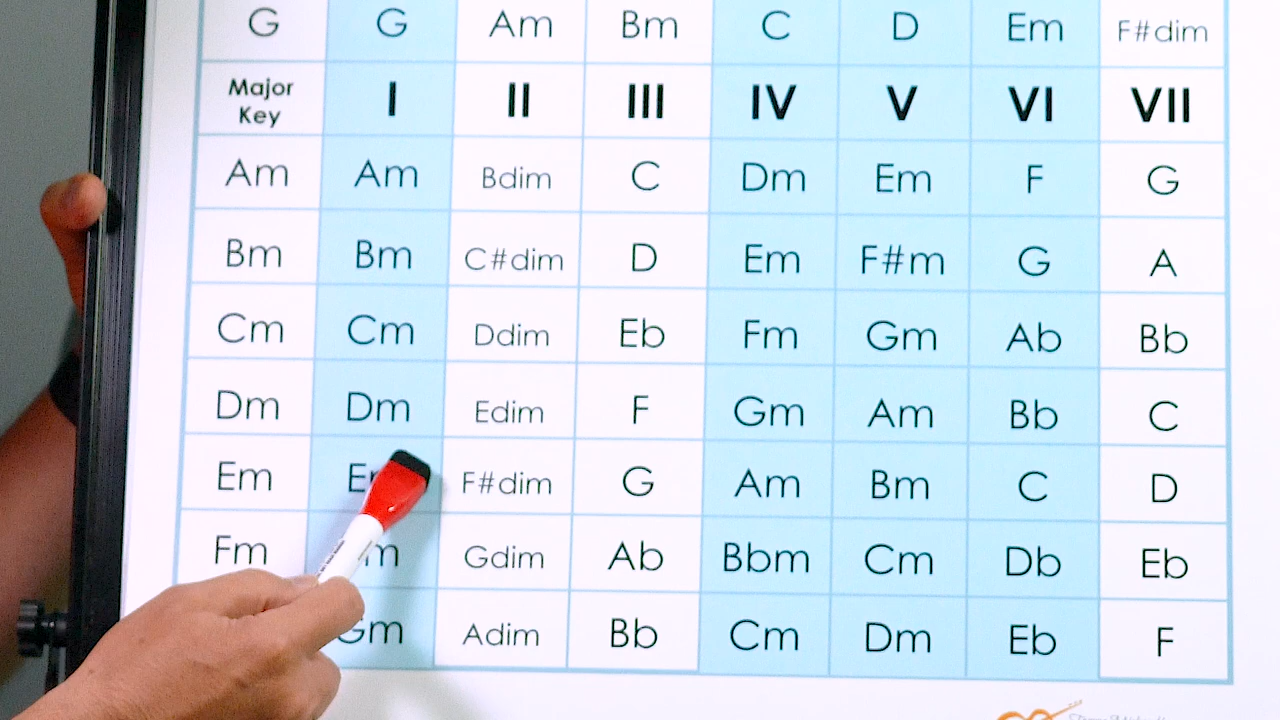 G G Am Bm C D Em F#dim
Major Key I II III IV V VI VII
Am Am Bdim C Dm Em F G
Bm Bm C#dim D Em F#m G A
Cm Cm Ddim Eb Fm Gm Ab Bb
Dm Dm Edim F Gm Am Bb C
Em F#dim G Am Bm C D
Fm Gdim Ab Bbm Cm Db Eb
Gm Adim Bb Cm Dm Eb F